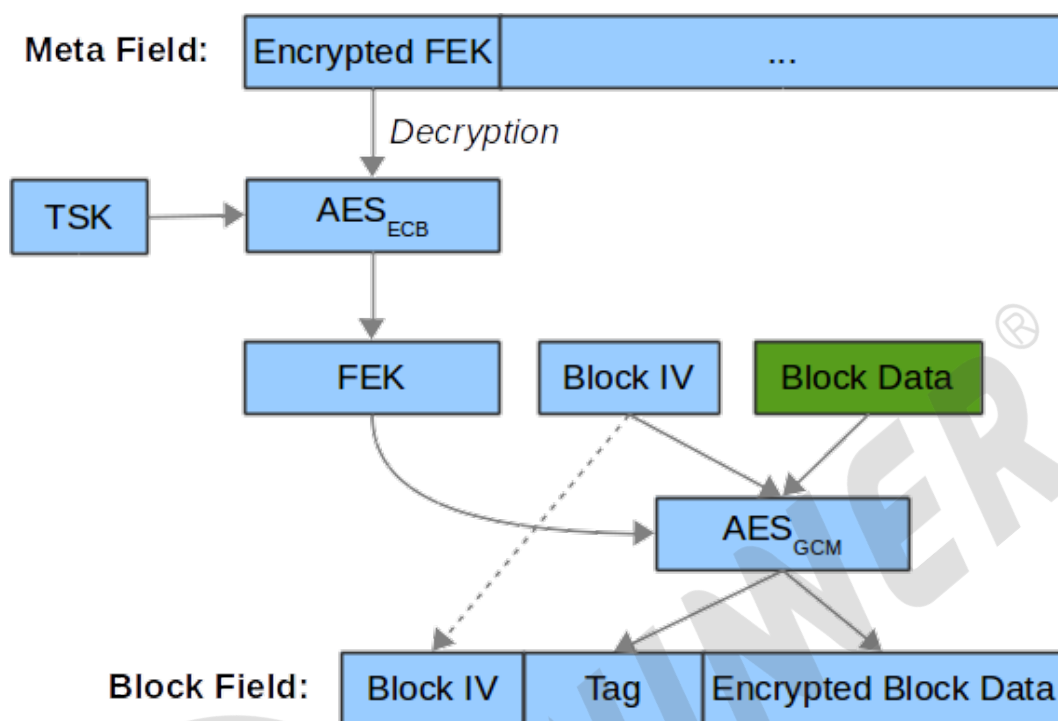 Meta Field: Encrypted FEK ...
Decryption
TSK AES ECB
FEK Block IV Block Data
®
AES GCM
Block Field: Block IV Tag Encrypted Block Data